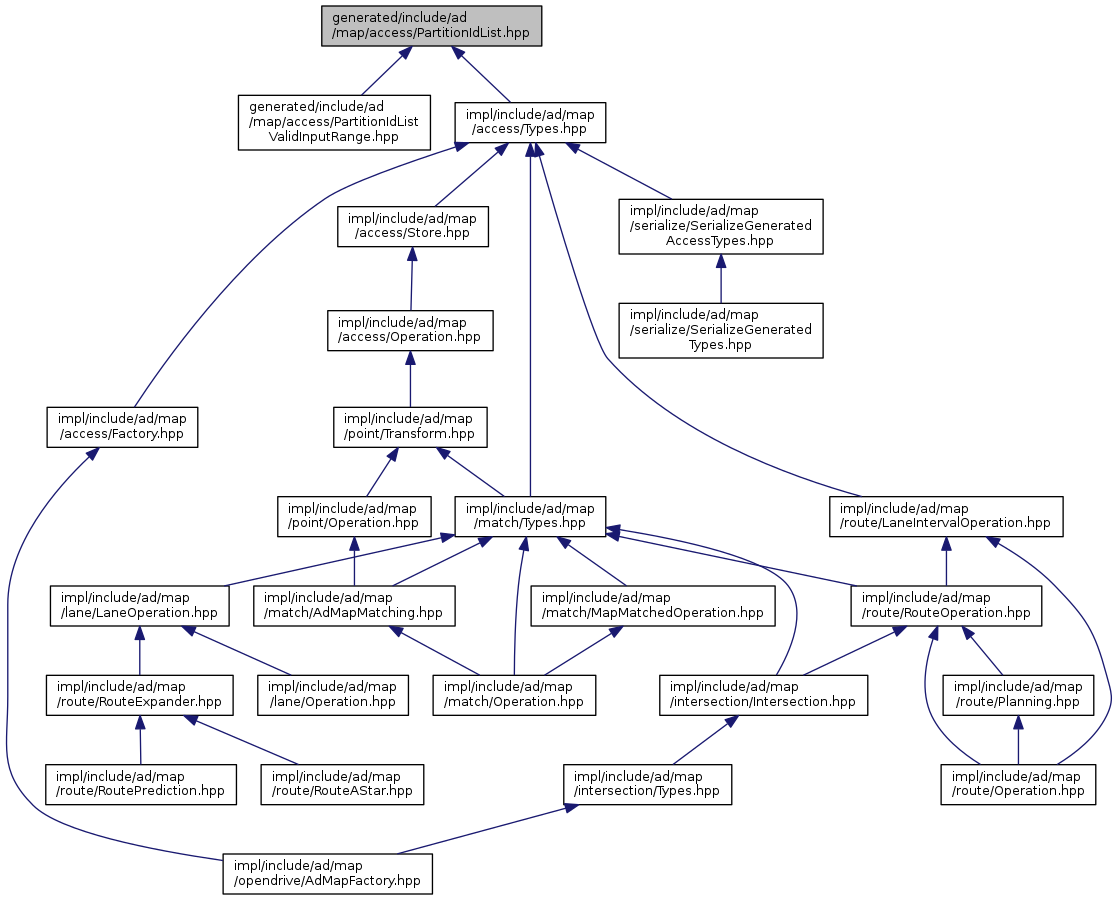 generated/include/ad
/map/access/PartitionIdList.hpp
generated/include/ad
/map/access/PartitionIdList
ValidInputRange.hpp
impl/include/ad/map
/access/Types.hpp
impl/include/ad/map
/access/Store.hpp
impl/include/ad/map
/serialize/SerializeGenerated
AccessTypes.hpp
impl/include/ad/map
/access/Operation.hpp
impl/include/ad/map
/serialize/SerializeGenerated
Types.hpp
impl/include/ad/map
/access/Factory.hpp
impl/include/ad/map
/point/Transform.hpp
impl/include/ad/map
/point/Operation.hpp
impl/include/ad/map
/match/Types.hpp
impl/include/ad/map
/route/LaneIntervalOperation.hpp
impl/include/ad/map
/lane/LaneOperation.hpp
impl/include/ad/map
/match/AdMapMatching.hpp
impl/include/ad/map
/match/MapMatchedOperation.hpp
impl/include/ad/map
/route/RouteOperation.hpp
impl/include/ad/map
/route/RouteExpander.hpp
impl/include/ad/map
/lane/Operation.hpp
impl/include/ad/map
/match/Operation.hpp
impl/include/ad/map
/intersection/Intersection.hpp
impl/include/ad/map
/route/Planning.hpp
impl/include/ad/map
/route/RoutePrediction.hpp
impl/include/ad/map
/route/RouteAStar.hpp
impl/include/ad/map
/intersection/Types.hpp
impl/include/ad/map
/route/Operation.hpp
impl/include/ad/map
/opendrive/AdMapFactory.hpp